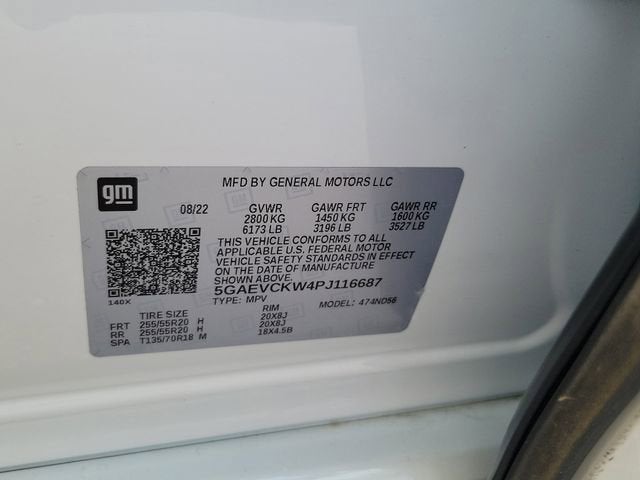 gm
MFD BY GENERAL MOTORS LLC
08/22 GVWR GAWR FRT GAWR RR
2800 KG 1450 KG 1600 KG
6173 LB 3196 LB 3527 LB
THIS VEHICLE CONFORMS TO ALL
APPLICABLE U.S. FEDERAL MOTOR
VEHICLE SAFETY STANDARDS IN EFFECT
ON THE DATE OF MANUFACTURE
SHOWN ABOVE.
140X 5GAEVCKW4PJ116687
TYPE: MPV MODEL: 474ND56
TIRE SIZE RIM
FRT 255/55R20 H 20X8J
RR 255/55R20 H 20X8J
SPA T135/70R18 M 18X4.5B